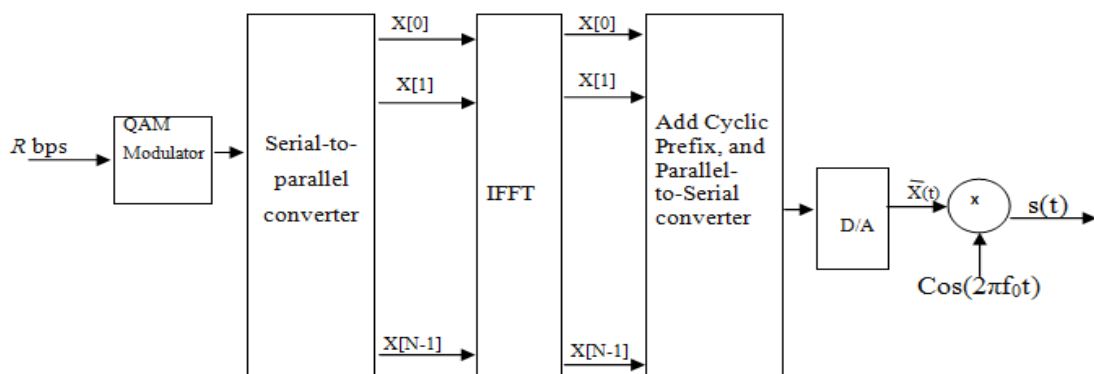 R bps
QAM
Modulator
Serial-to-
parallel
converter
X[0]
X[1]
X[N-1]
IFFT
X[0]
X[1]
X[N-1]
Add Cyclic
Prefix, and
Parallel-
to-Serial
converter
D/A
X̄(t)
x
s(t)
Cos(2πf₀t)